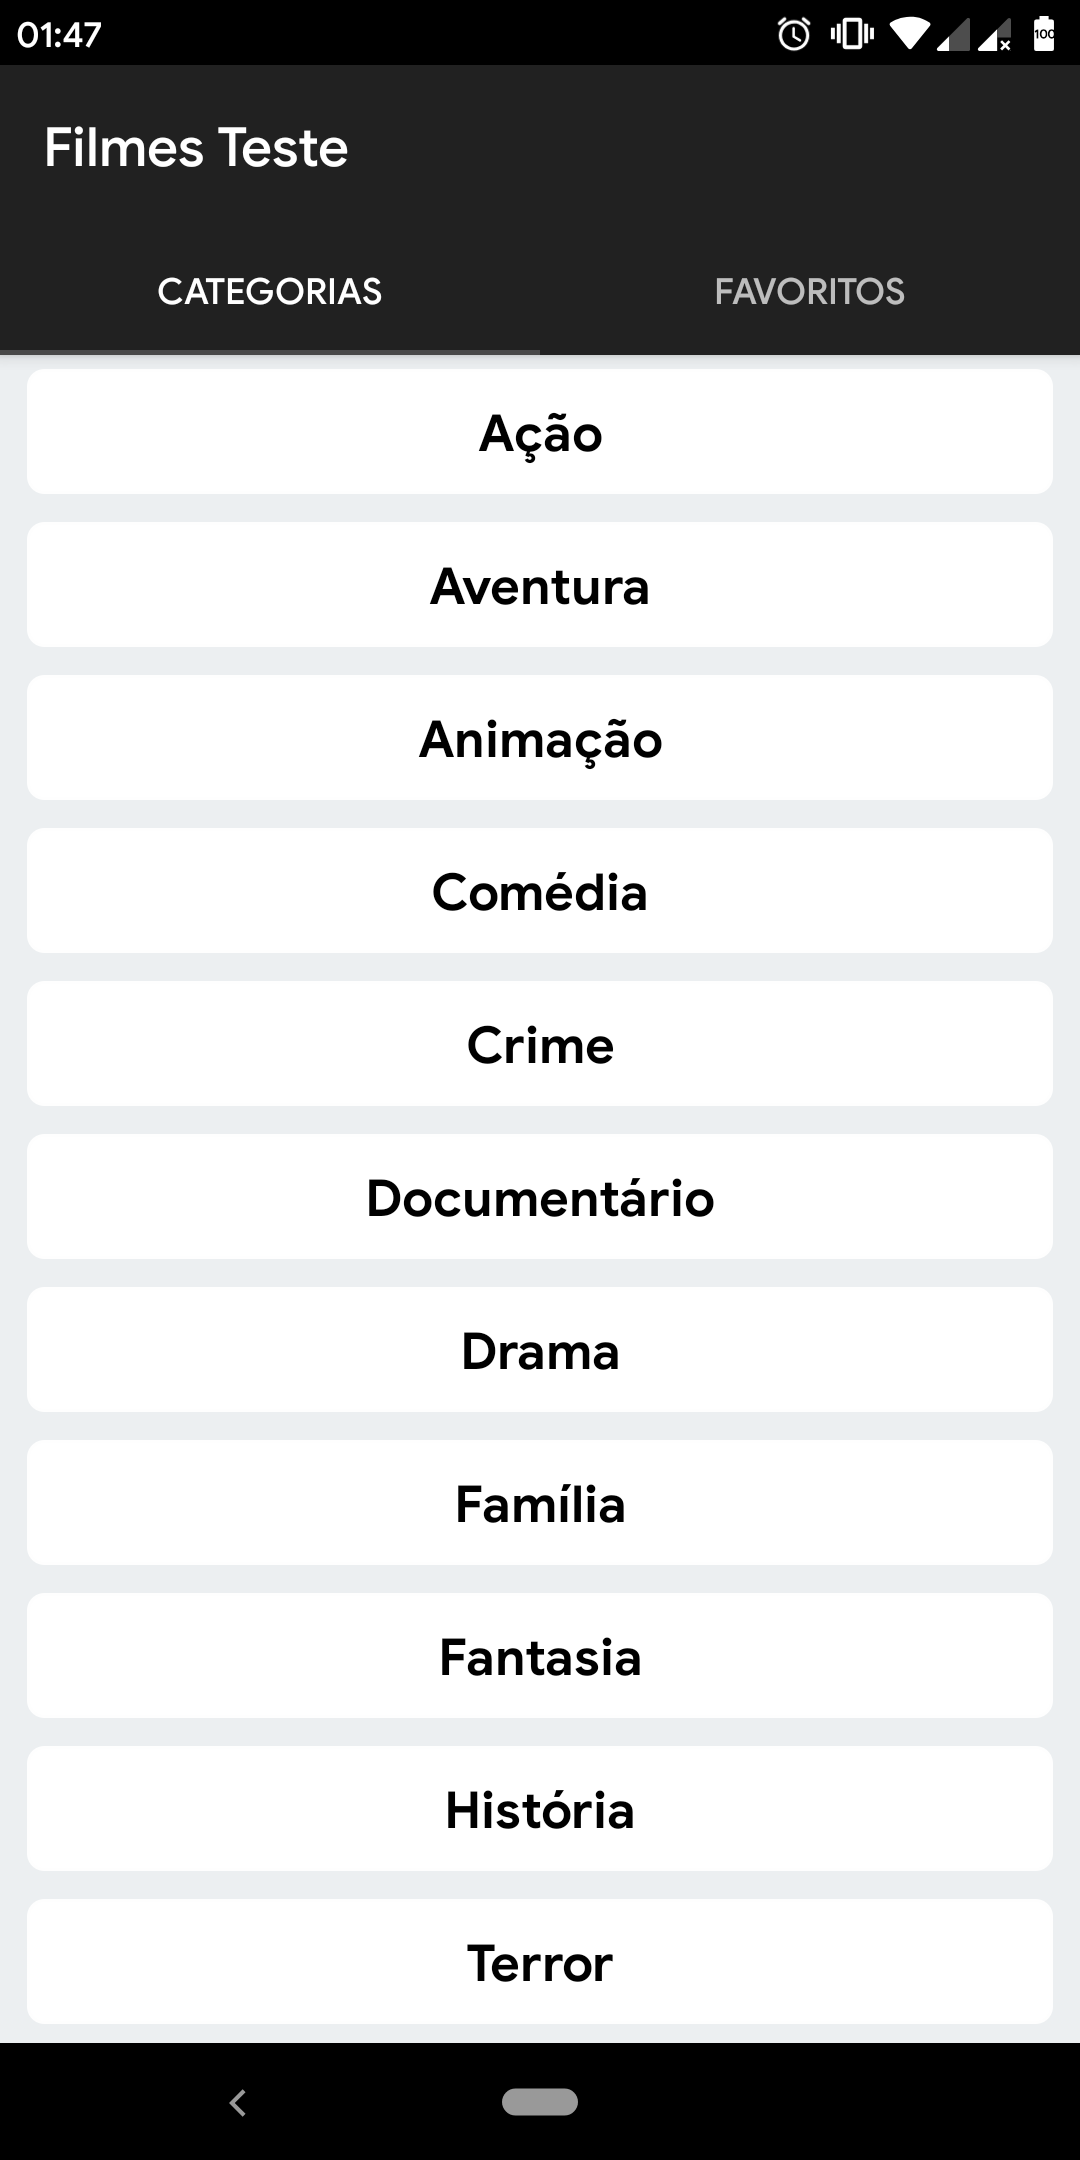 01:47
100
Filmes Teste
CATEGORIAS
FAVORITOS
Ação
Aventura
Animação
Comédia
Crime
Documentário
Drama
Família
Fantasia
História
Terror